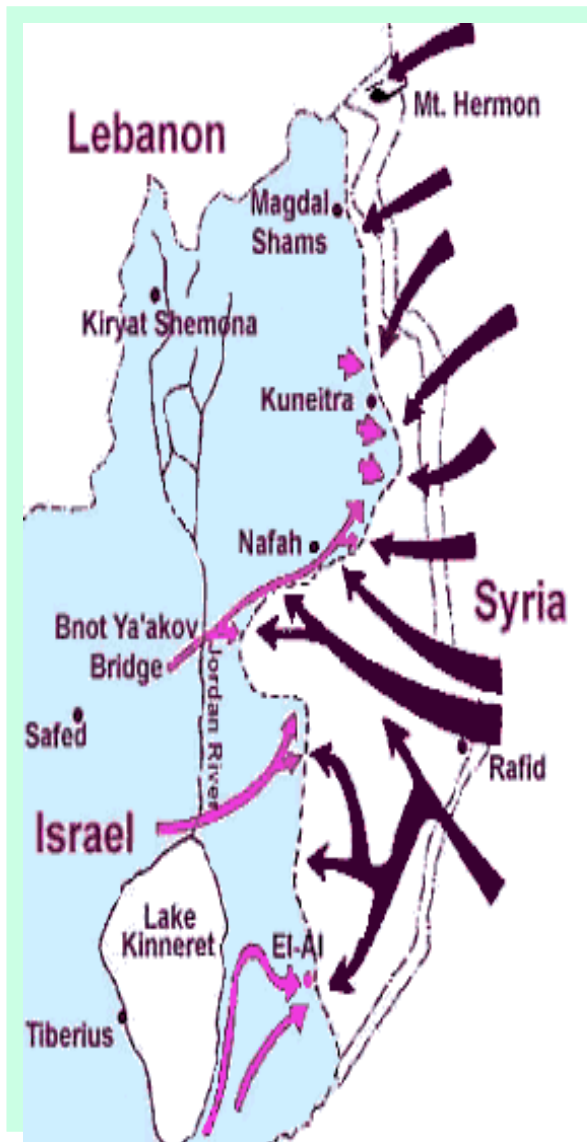 Mt. Hermon
Lebanon
Magdal
Shams
Kiryat Shemona
Kuneitra
Nafah
Syria
Bnot Ya'akov
Bridge
Jordan River
Safed
Rafid
Israel
Lake
Kinneret
El-Al
Tiberius